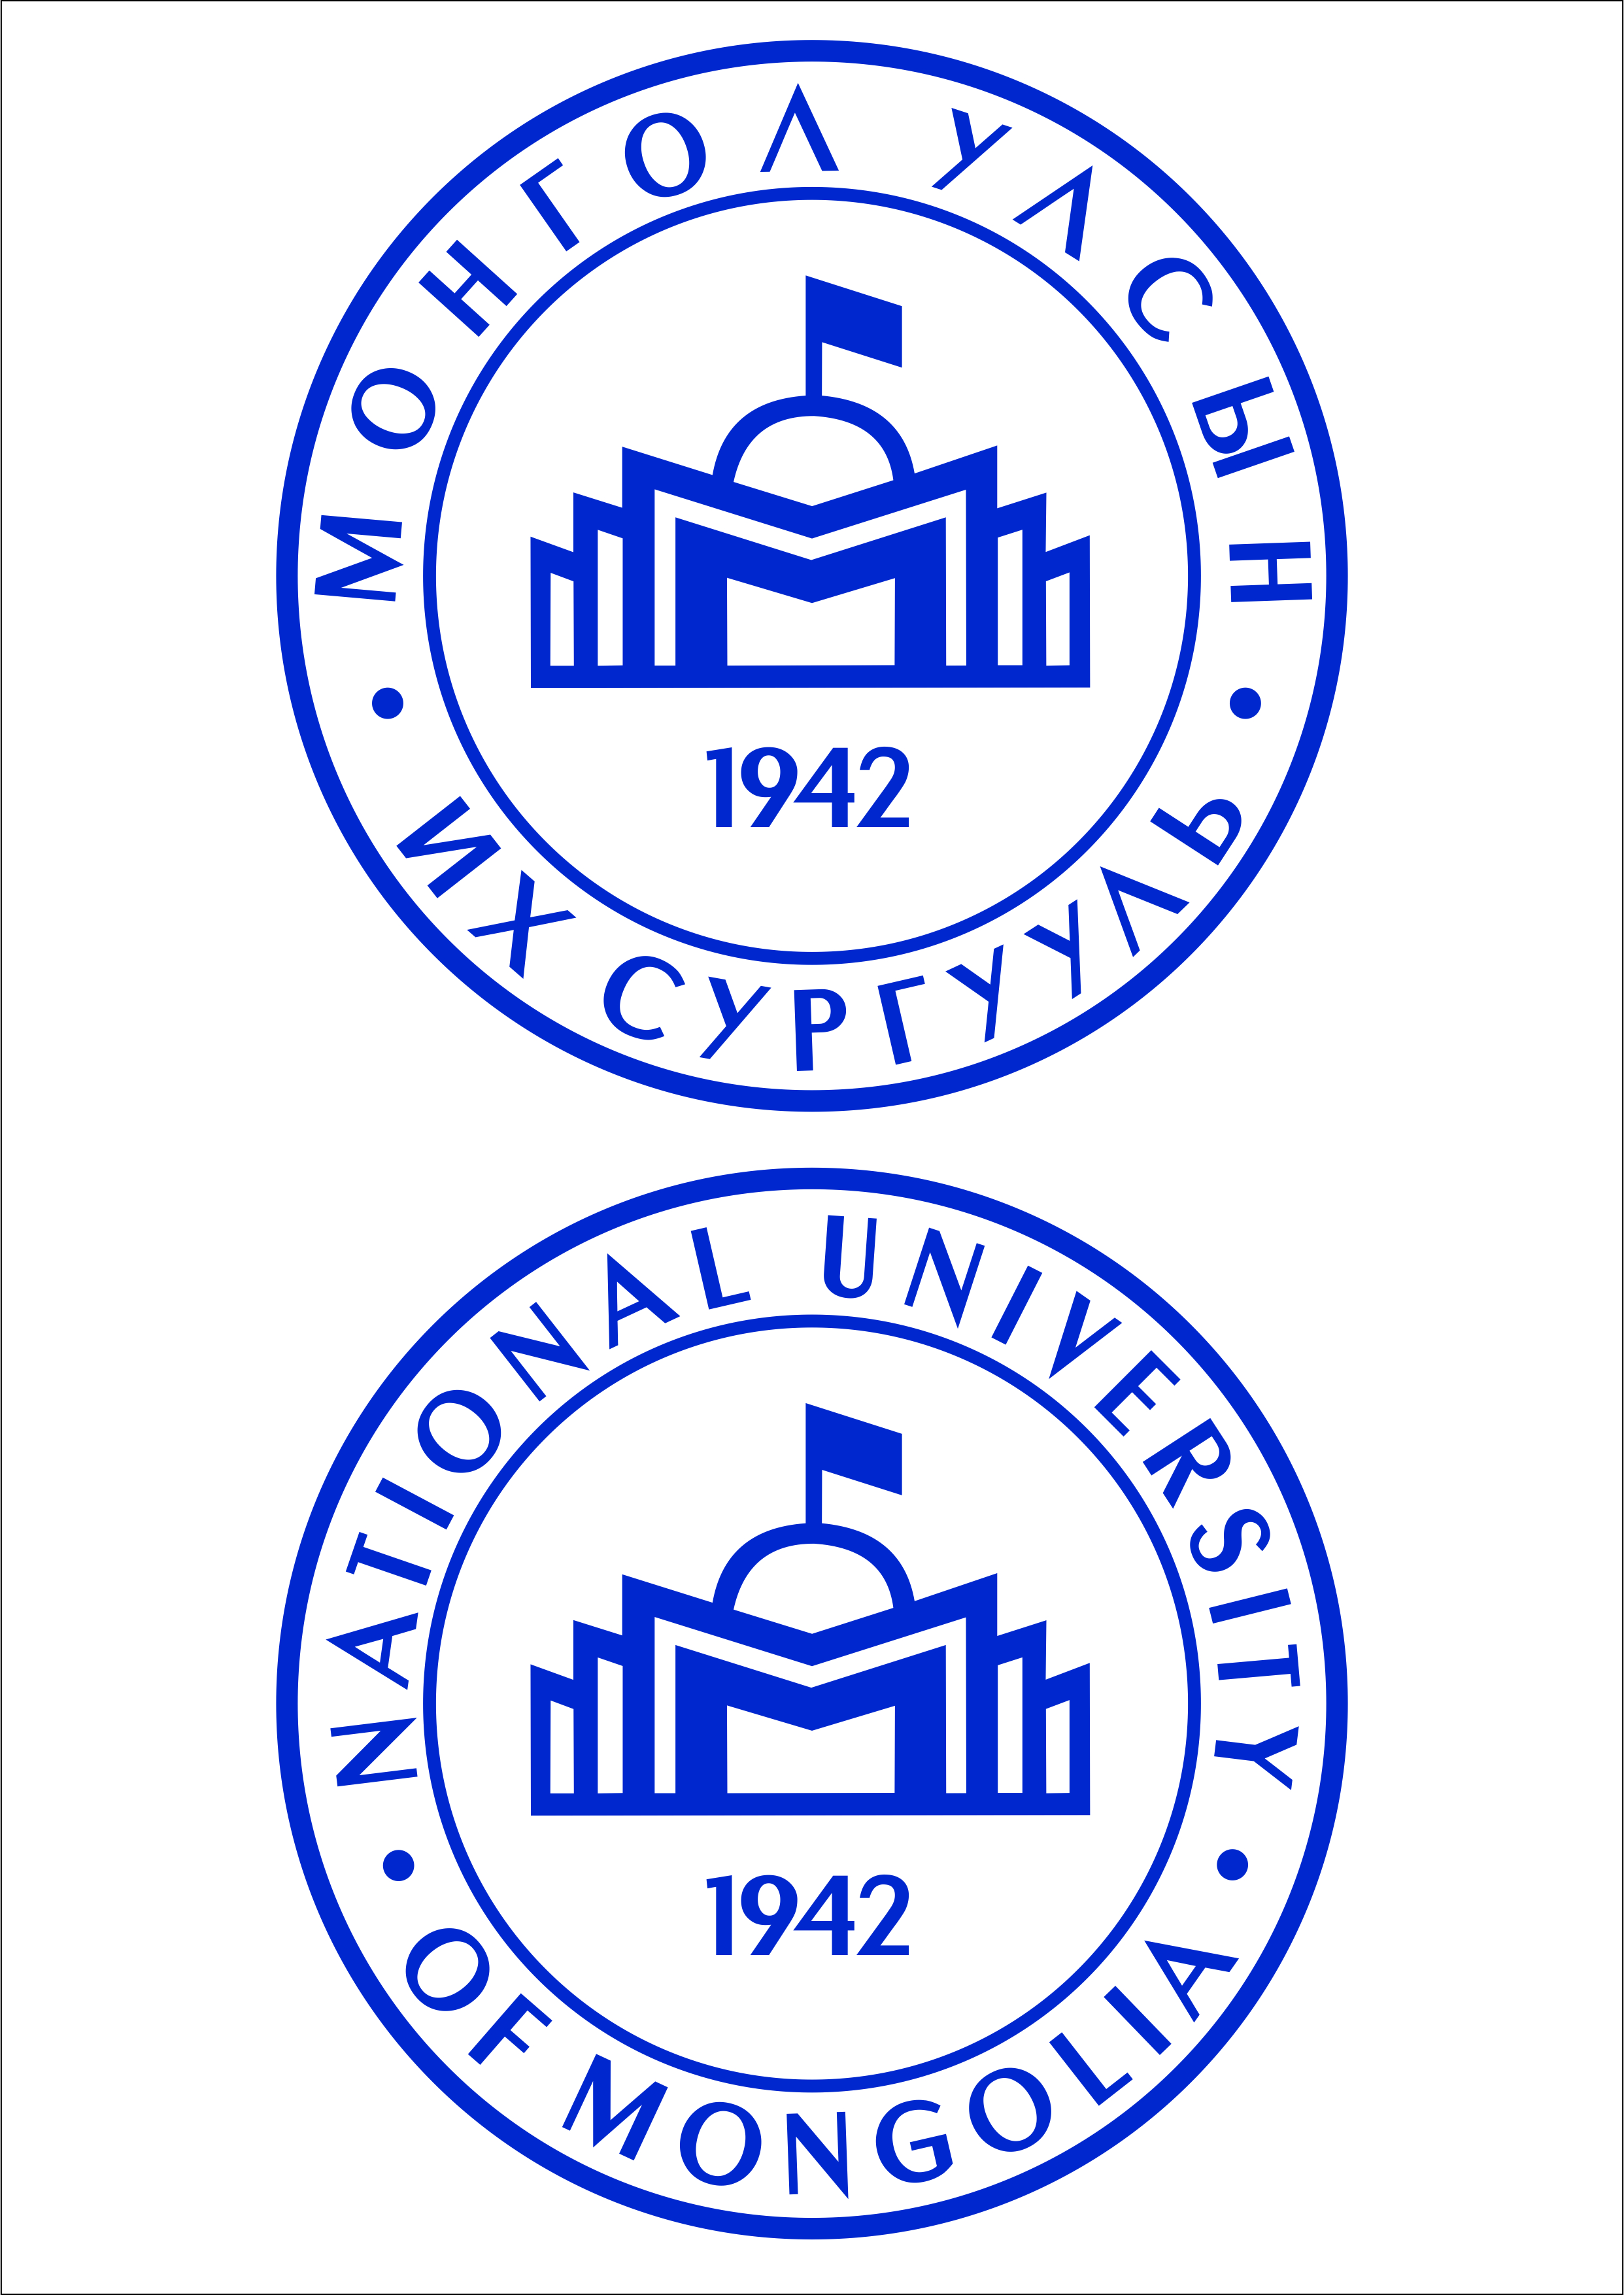 МОНГОЛ УЛСЫН
ИХ СУРГУУЛЬ
1942
NATIONAL UNIVERSITY
OF MONGOLIA
1942